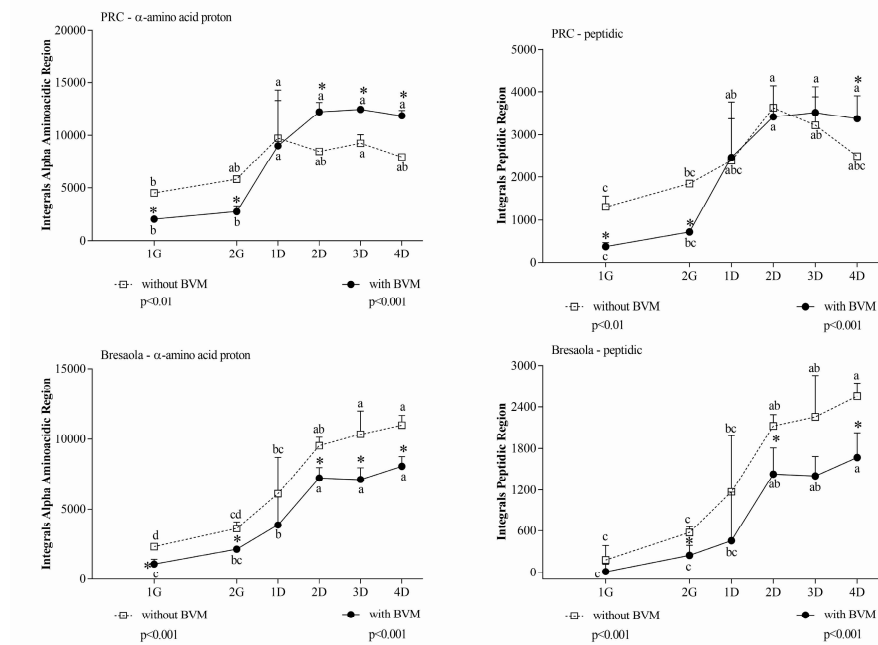 PRC - α-amino acid proton
Integrals Alpha Aminoacidic Region
20000
15000
10000
5000
0
b ab a * a * a * a
* b * b a ab a ab
1G 2G 1D 2D 3D 4D
without BVM with BVM
p<0.01 p<0.001
PRC - peptidic
Integrals Peptidic Region
5000
4000
3000
2000
1000
0
c bc ab a a * a
* c * bc abc a ab abc
1G 2G 1D 2D 3D 4D
without BVM with BVM
p<0.01 p<0.001
Bresaola - α-amino acid proton
Integrals Alpha Aminoacidic Region
15000
10000
5000
0
d cd bc ab a a
* c * bc b * a * a * a
1G 2G 1D 2D 3D 4D
without BVM with BVM
p<0.001 p<0.001
Bresaola - peptidic
Integrals Peptidic Region
3000
2400
1800
1200
600
0
c c bc ab ab a
c * c bc * ab ab * a
1G 2G 1D 2D 3D 4D
without BVM with BVM
p<0.001 p<0.001